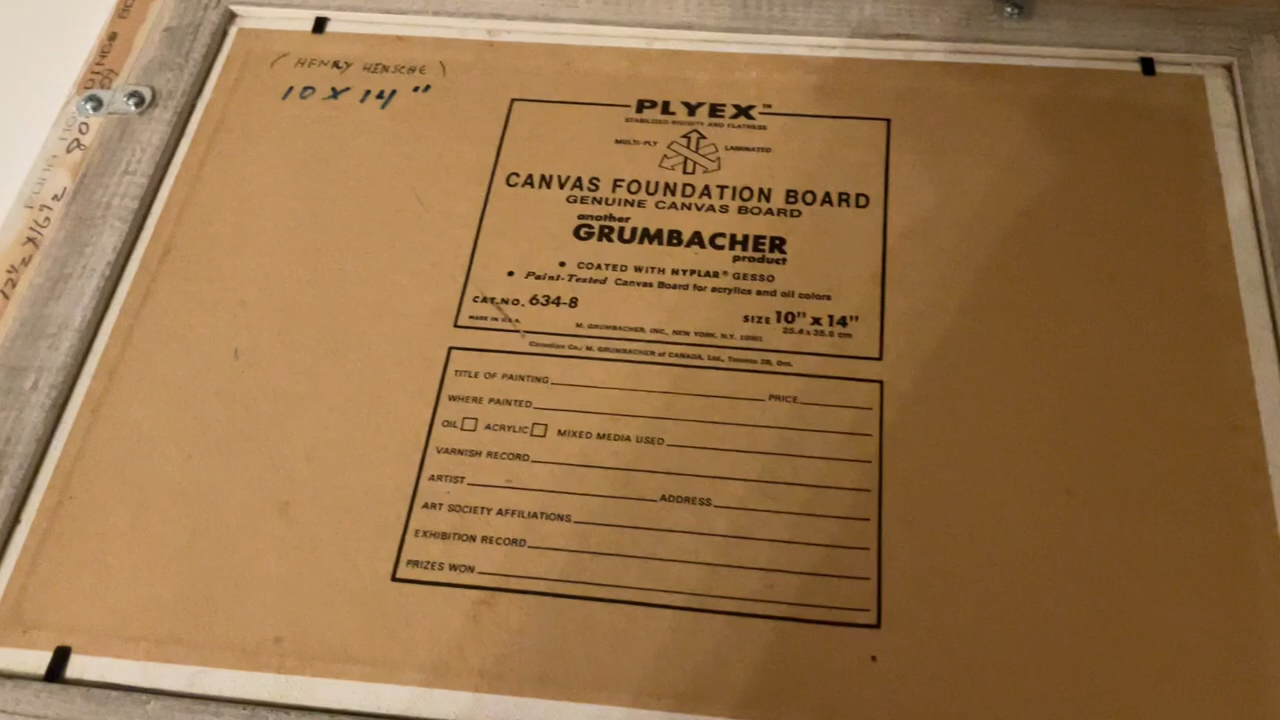 ( HENRY HENSCHE )
10 X 14"
08
12½ X 16½
PLYEX™
STABILIZED RIGIDITY AND FLATNESS
MULTI-PLY LAMINATED
CANVAS FOUNDATION BOARD
GENUINE CANVAS BOARD
another
GRUMBACHER
product
• COATED WITH HYPLAR® GESSO
• Paint-Tested Canvas Board for acrylics and oil colors
CAT. NO. 634-8
SIZE 10" x 14"
25.4 x 35.6 cm
MADE IN U.S.A.
M. GRUMBACHER, INC., NEW YORK, N.Y. 10001
Canadian Co.: M. GRUMBACHER of CANADA, Ltd., Toronto 2B, Ont.
TITLE OF PAINTING PRICE
WHERE PAINTED
OIL ACRYLIC MIXED MEDIA USED
VARNISH RECORD
ARTIST ADDRESS
ART SOCIETY AFFILIATIONS
EXHIBITION RECORD
PRIZES WON